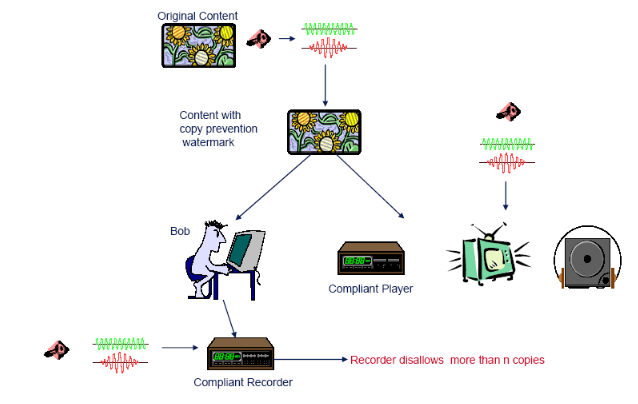 Original Content
Content with
copy prevention
watermark
Bob
Compliant Player
Recorder disallows more than n copies
Compliant Recorder